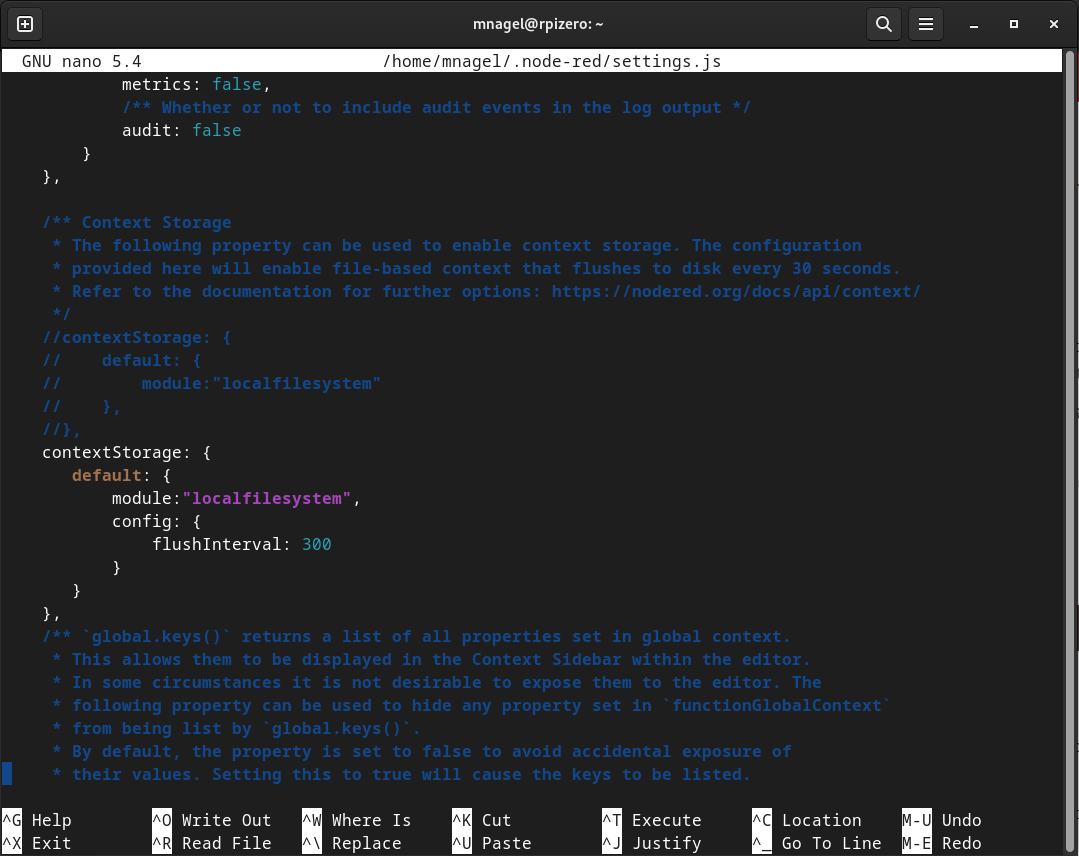 mnagel@rpizero: ~
GNU nano 5.4 /home/mnagel/.node-red/settings.js
metrics: false,
/** Whether or not to include audit events in the log output */
audit: false
}
},
/** Context Storage
* The following property can be used to enable context storage. The configuration
* provided here will enable file-based context that flushes to disk every 30 seconds.
* Refer to the documentation for further options: https://nodered.org/docs/api/context/
*/
//contextStorage: {
//    default: {
//        module:"localfilesystem"
//    },
//},
contextStorage: {
default: {
module:"localfilesystem",
config: {
flushInterval: 300
}
}
},
/** `global.keys()` returns a list of all properties set in global context.
* This allows them to be displayed in the Context Sidebar within the editor.
* In some circumstances it is not desirable to expose them to the editor. The
* following property can be used to hide any property set in `functionGlobalContext`
* from being list by `global.keys()`.
* By default, the property is set to false to avoid accidental exposure of
* their values. Setting this to true will cause the keys to be listed.
^G Help ^O Write Out ^W Where Is ^K Cut ^T Execute ^C Location M-U Undo
^X Exit ^R Read File ^\ Replace ^U Paste ^J Justify ^_ Go To Line M-E Redo